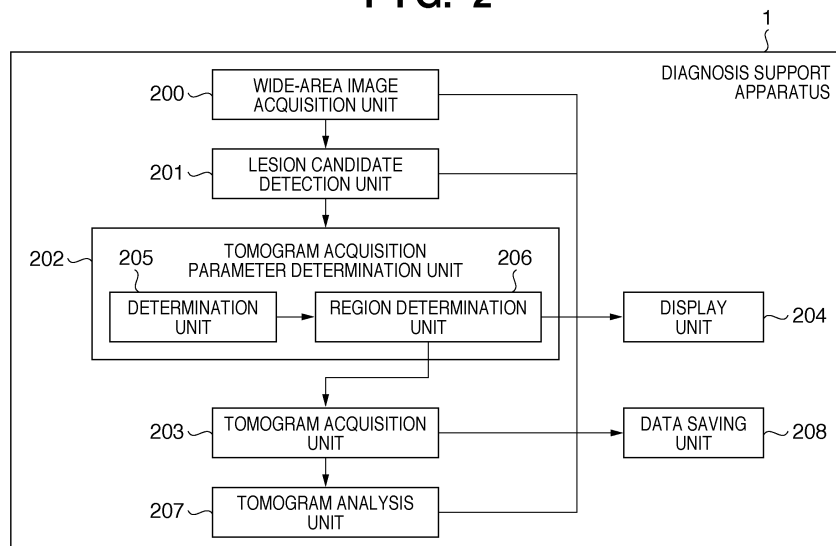 FIG. 2
1
DIAGNOSIS SUPPORT
APPARATUS
200
WIDE-AREA IMAGE
ACQUISITION UNIT
201
LESION CANDIDATE
DETECTION UNIT
202
TOMOGRAM ACQUISITION
PARAMETER DETERMINATION UNIT
205
206
DETERMINATION
UNIT
REGION DETERMINATION
UNIT
DISPLAY
UNIT
204
203
TOMOGRAM ACQUISITION
UNIT
DATA SAVING
UNIT
208
207
TOMOGRAM ANALYSIS
UNIT